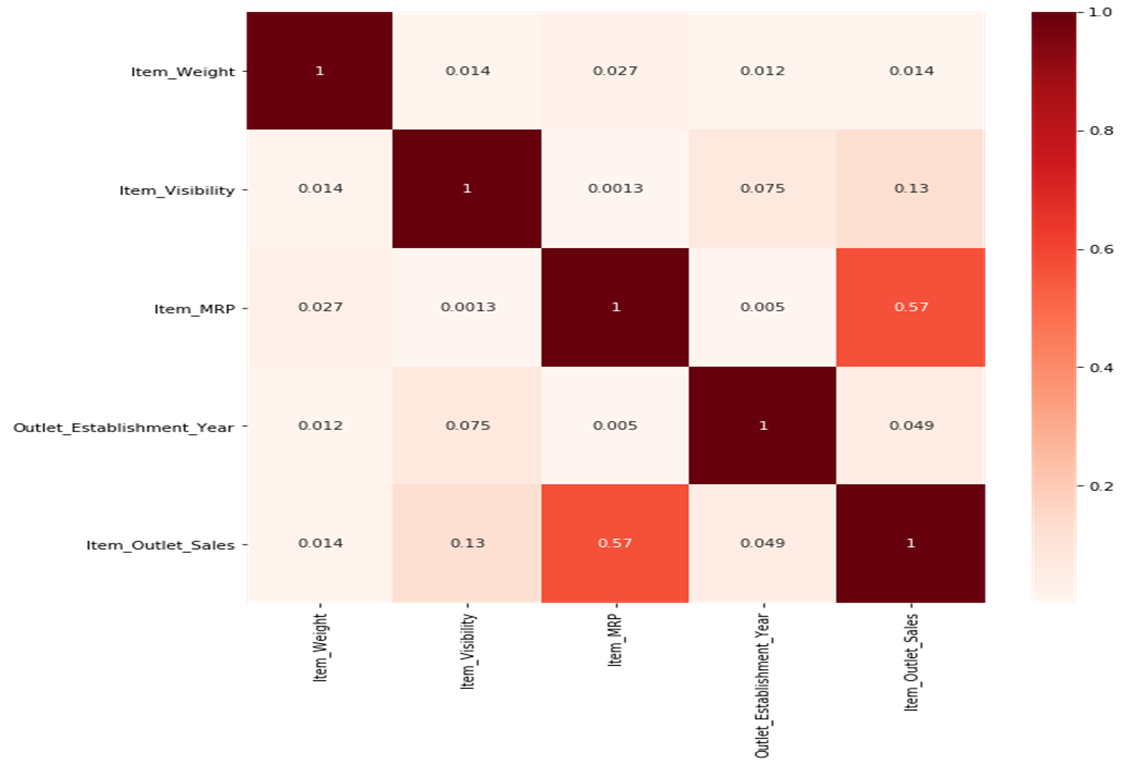 1.0
Item_Weight 1 0.014 0.027 0.012 0.014
0.8
Item_Visibility 0.014 1 0.0013 0.075 0.13
0.6
Item_MRP 0.027 0.0013 1 0.005 0.57
0.4
Outlet_Establishment_Year 0.012 0.075 0.005 1 0.049
0.2
Item_Outlet_Sales 0.014 0.13 0.57 0.049 1
Item_Weight
Item_Visibility
Item_MRP
Outlet_Establishment_Year
Item_Outlet_Sales